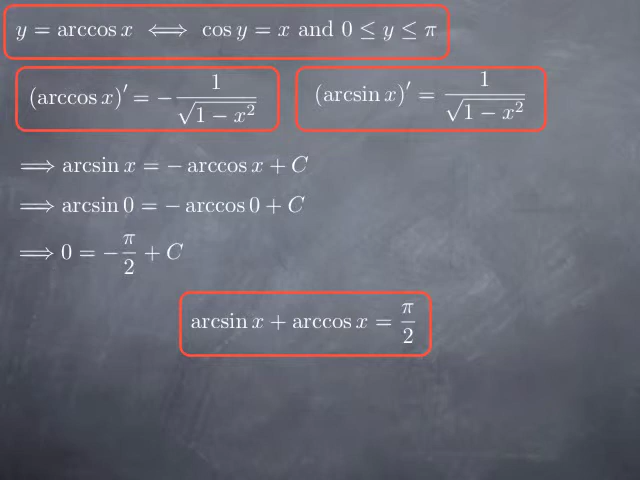 y = arccos x ⟺ cos y = x and 0 ≤ y ≤ π
(arccos x)′ = − 1/√(1 − x²) (arcsin x)′ = 1/√(1 − x²)
⟹ arcsin x = − arccos x + C
⟹ arcsin 0 = − arccos 0 + C
⟹ 0 = − π/2 + C
arcsin x + arccos x = π/2